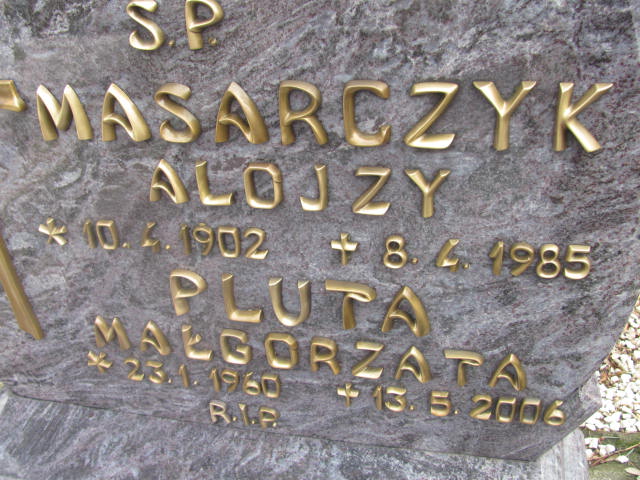 S.P.
MASARCZYK
ALOJZY
* 10. 4. 1902 + 8. 4. 1985
PLUTA
MAŁGORZATA
* 23. 1. 1960 + 13. 5. 2006
R.I.P.